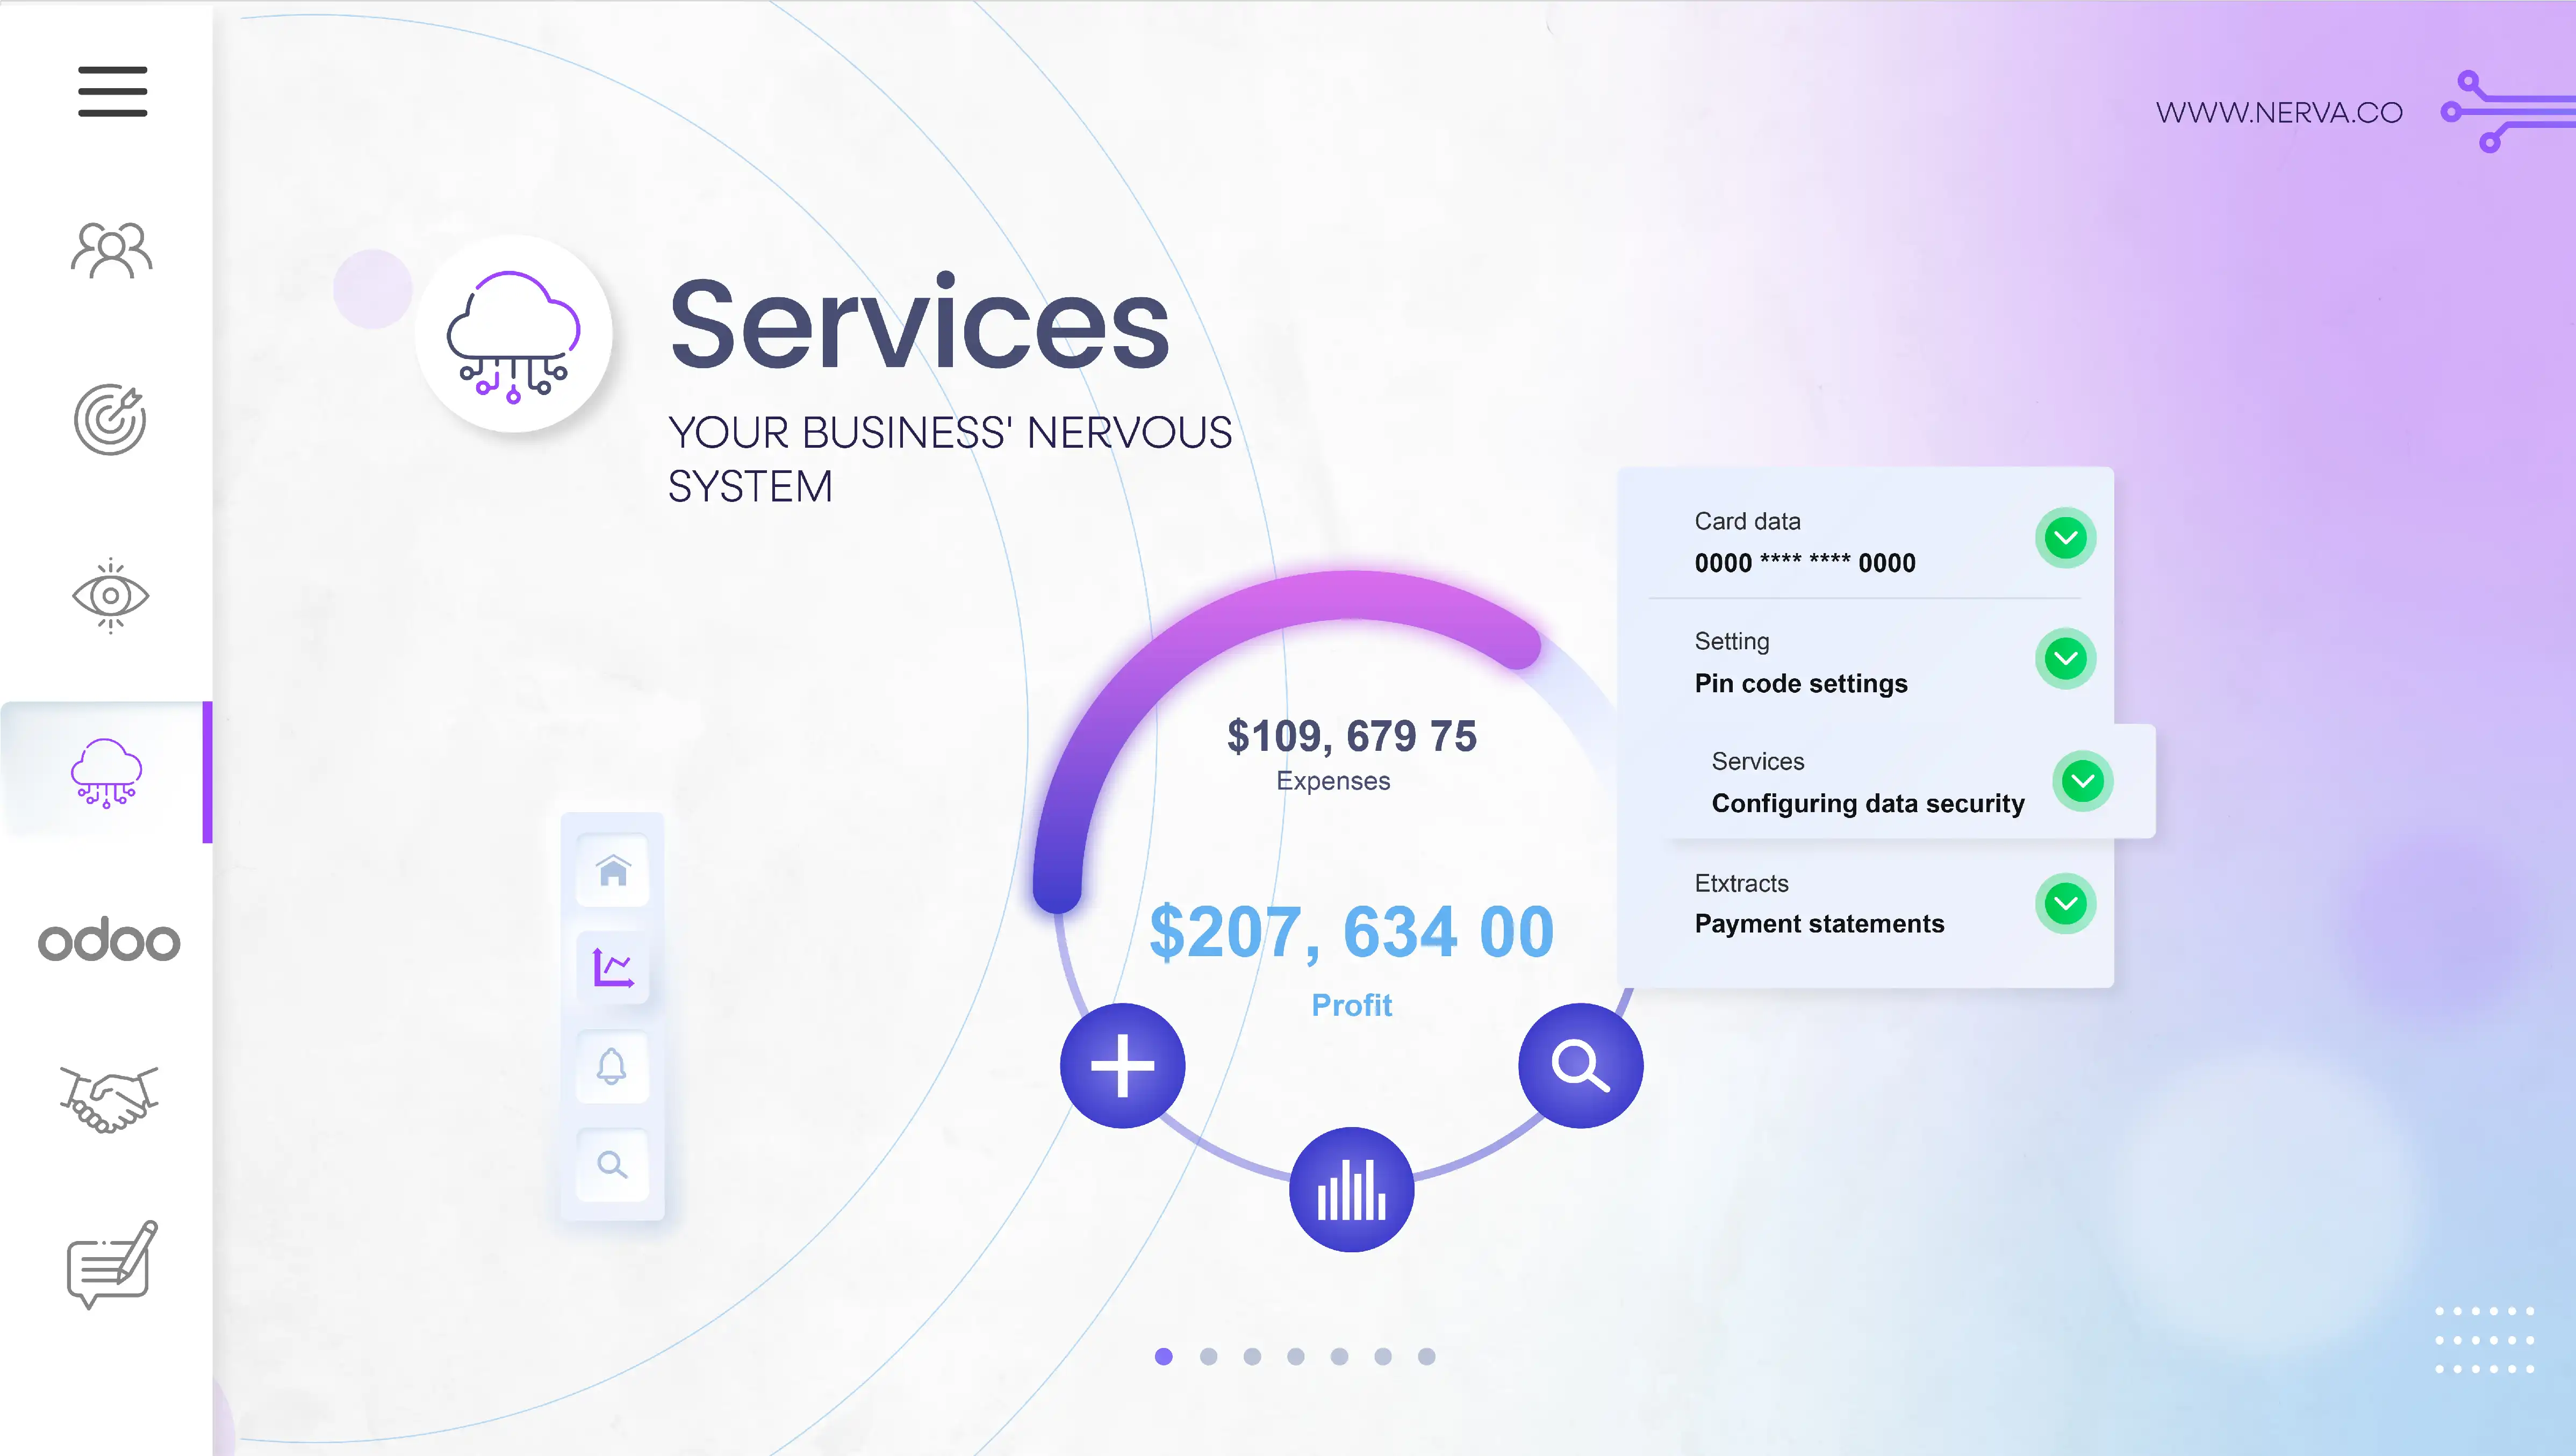 WWW.NERVA.CO
Services
YOUR BUSINESS' NERVOUS
SYSTEM
Card data
0000 **** **** 0000
Setting
Pin code settings
$109, 679 75
Expenses
Services
Configuring data security
Etxtracts
Payment statements
$207, 634 00
Profit
odoo